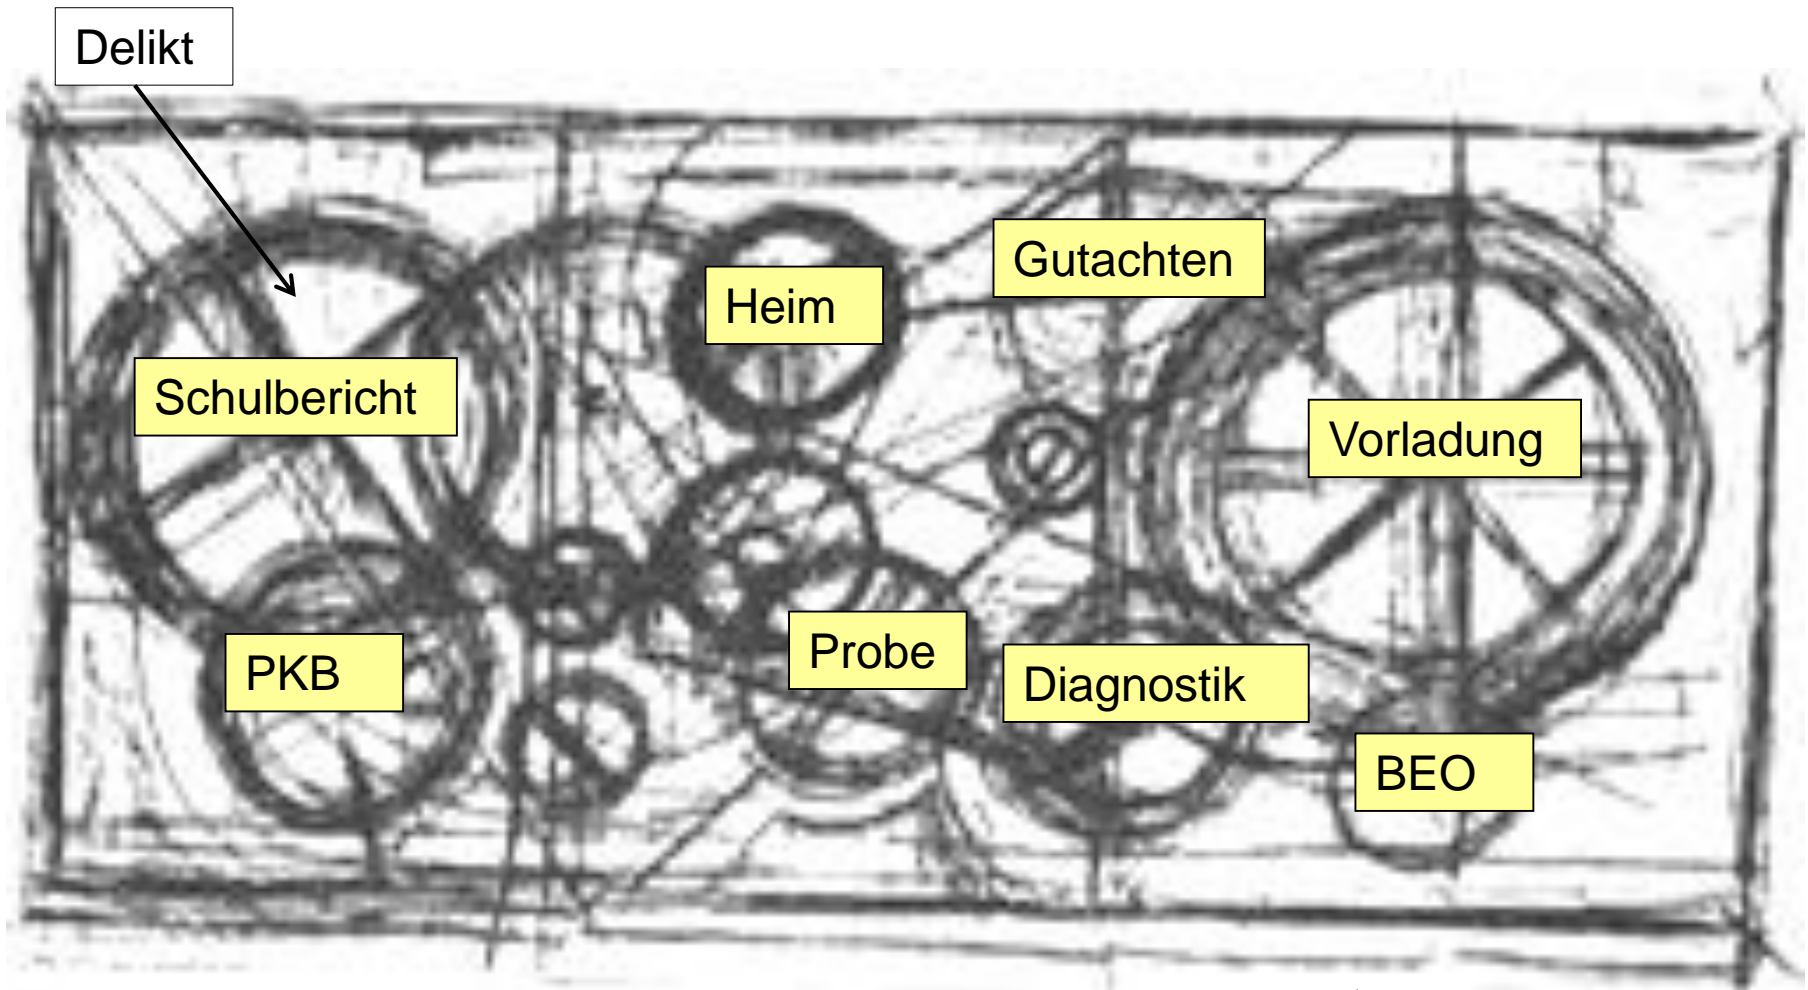 Delikt
Gutachten
Heim
Schulbericht
Vorladung
Probe
PKB
Diagnostik
BEO